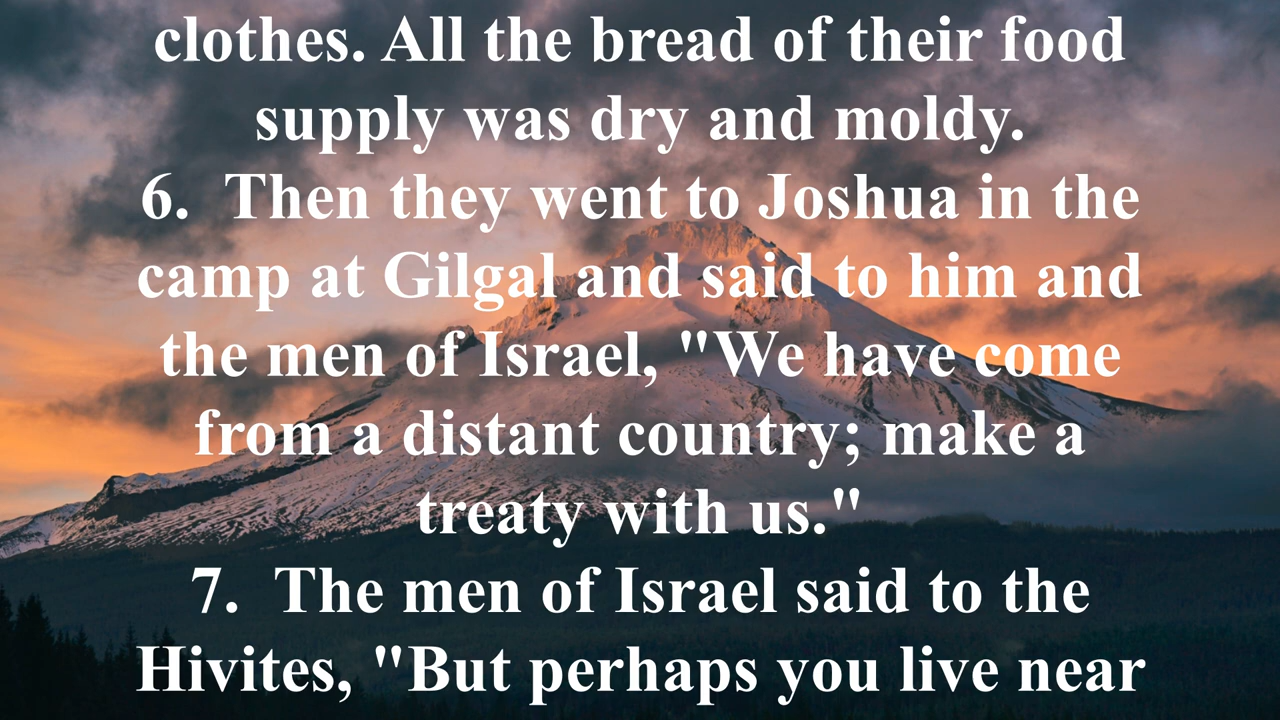 clothes. All the bread of their food
supply was dry and moldy.
6.  Then they went to Joshua in the
camp at Gilgal and said to him and
the men of Israel, "We have come
from a distant country; make a
treaty with us."
7.  The men of Israel said to the
Hivites, "But perhaps you live near